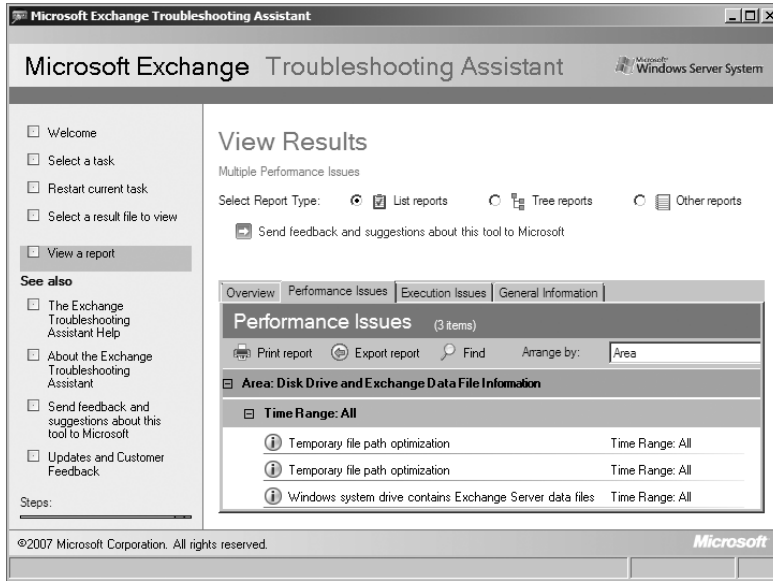 Microsoft Exchange Troubleshooting Assistant
Microsoft Exchange Troubleshooting Assistant
Microsoft
Windows Server System
Welcome
Select a task
Restart current task
Select a result file to view
View a report
See also
The Exchange
Troubleshooting
Assistant Help
About the Exchange
Troubleshooting
Assistant
Send feedback and
suggestions about this
tool to Microsoft
Updates and Customer
Feedback
Steps:
View Results
Multiple Performance Issues
Select Report Type: List reports Tree reports Other reports
Send feedback and suggestions about this tool to Microsoft
Overview Performance Issues Execution Issues General Information
Performance Issues (3 items)
Print report Export report Find Arrange by: Area
Area: Disk Drive and Exchange Data File Information
Time Range: All
Temporary file path optimization Time Range: All
Temporary file path optimization Time Range: All
Windows system drive contains Exchange Server data files Time Range: All
©2007 Microsoft Corporation. All rights reserved.
Microsoft